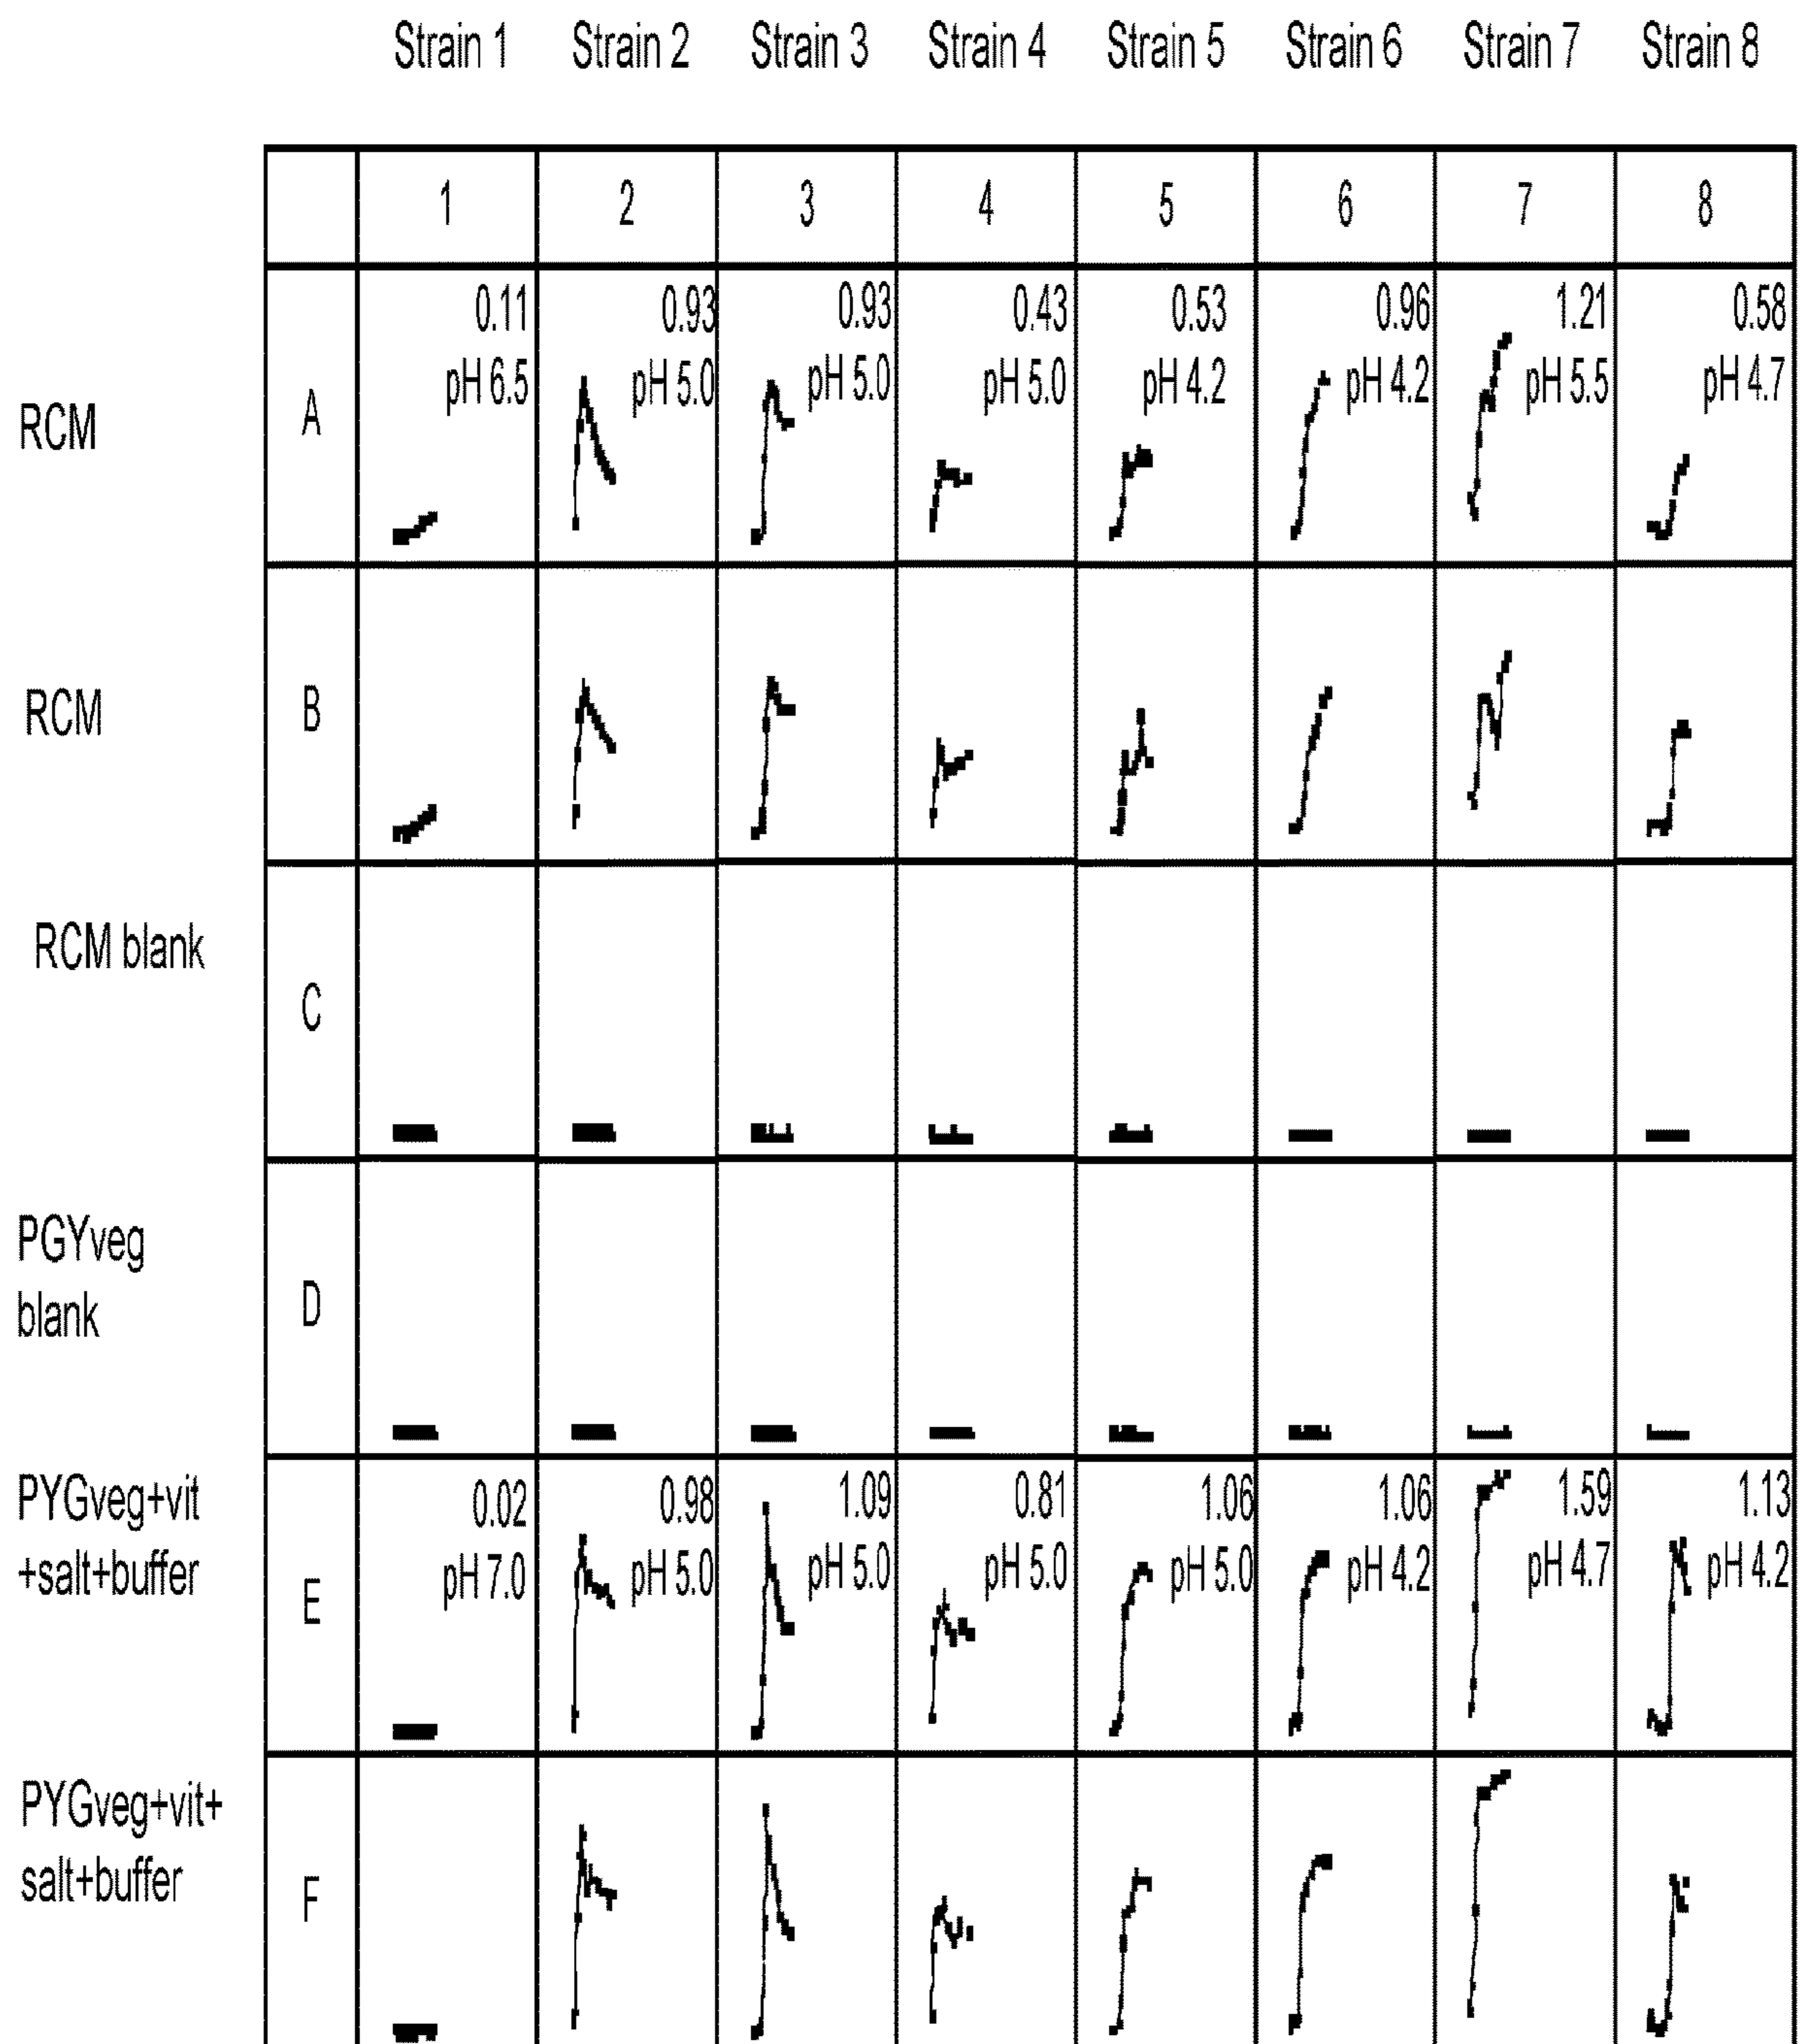 Strain 1 Strain 2 Strain 3 Strain 4 Strain 5 Strain 6 Strain 7 Strain 8
1 2 3 4 5 6 7 8
RCM A
0.11 0.93 0.93 0.43 0.53 0.96 1.21 0.58
pH 6.5 pH 5.0 pH 5.0 pH 5.0 pH 4.2 pH 4.2 pH 5.5 pH 4.7
RCM B
RCM blank C
PGYveg
blank
D
PYGveg+vit
+salt+buffer
E
0.02 0.98 1.09 0.81 1.06 1.06 1.59 1.13
pH 7.0 pH 5.0 pH 5.0 pH 5.0 pH 5.0 pH 4.2 pH 4.7 pH 4.2
PYGveg+vit+
salt+buffer
F